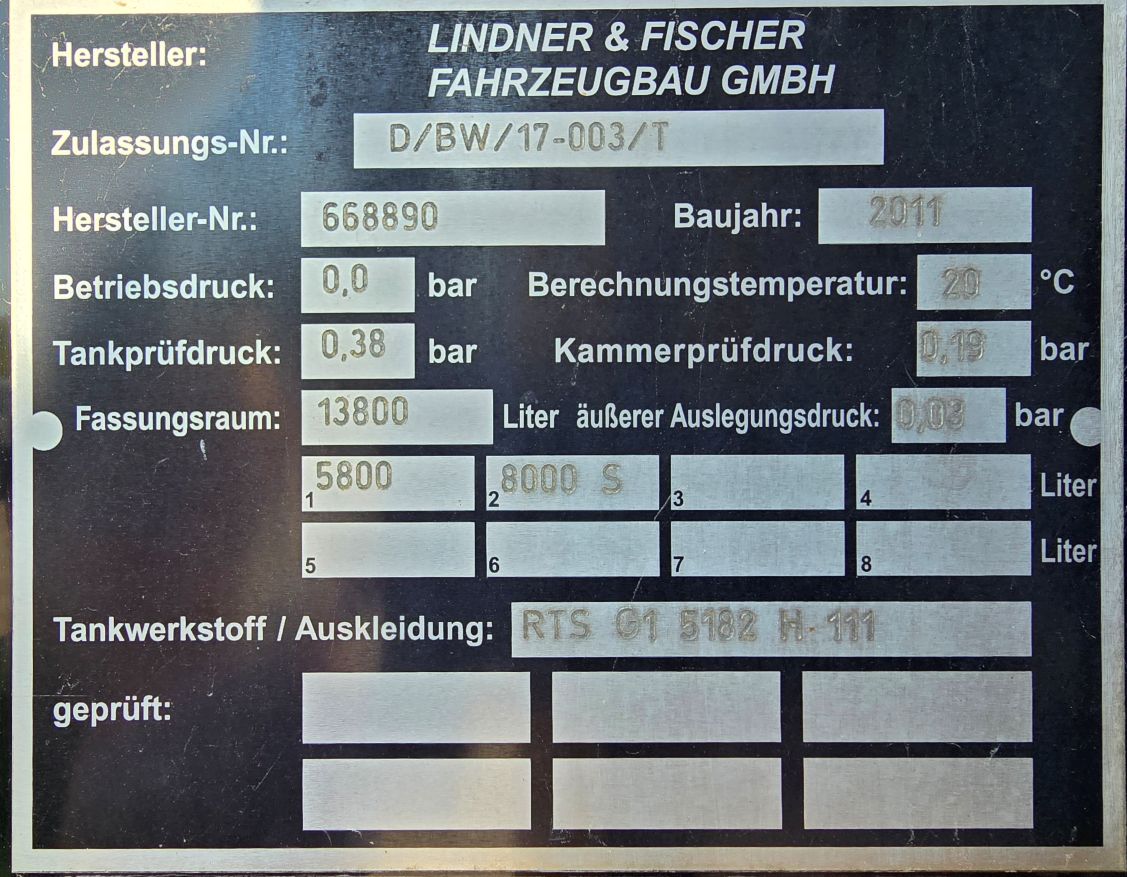 Hersteller: LINDNER & FISCHER
FAHRZEUGBAU GMBH
Zulassungs-Nr.: D/BW/17-003/T
Hersteller-Nr.: 668890 Baujahr: 2011
Betriebsdruck: 0,0 bar Berechnungstemperatur: 20 °C
Tankprüfdruck: 0,38 bar Kammerprüfdruck: 0,19 bar
Fassungsraum: 13800 Liter äußerer Auslegungsdruck: 0,03 bar
1 5800 2 8000 S 3 4 Liter
5 6 7 8 Liter
Tankwerkstoff / Auskleidung: RTS G1 5182 H-111
geprüft: